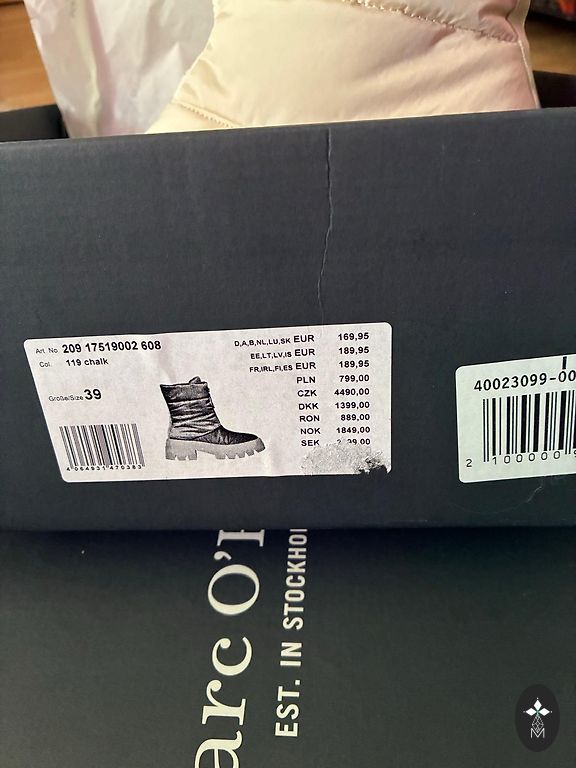 Art. No. 209 17519002 608
Col. 119 chalk
Größe/Size 39
4 064931 470383
D,A,B,NL,LU,SK EUR 169,95
EE,LT,LV,IS EUR 189,95
FR,IRL,FI,ES EUR 189,95
PLN 799,00
CZK 4490,00
DKK 1399,00
RON 889,00
NOK 1849,00
SEK 99,00
40023099-00
2 100000
arc O'
EST. IN STOCKHO
M